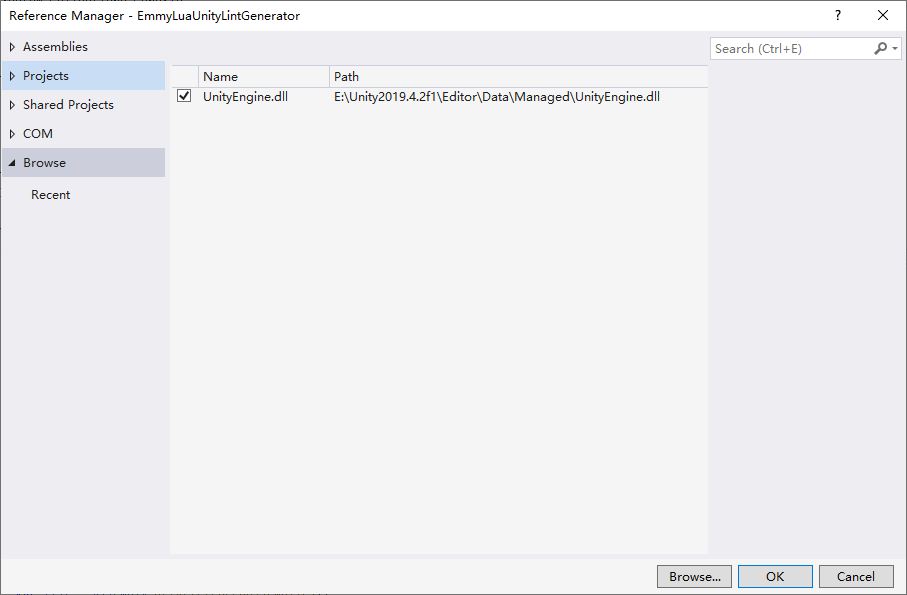 Reference Manager - EmmyLuaUnityLintGenerator
?
Assemblies
Projects
Shared Projects
COM
Browse
Recent
Search (Ctrl+E)
Name Path
UnityEngine.dll E:\Unity2019.4.2f1\Editor\Data\Managed\UnityEngine.dll
Browse... OK Cancel